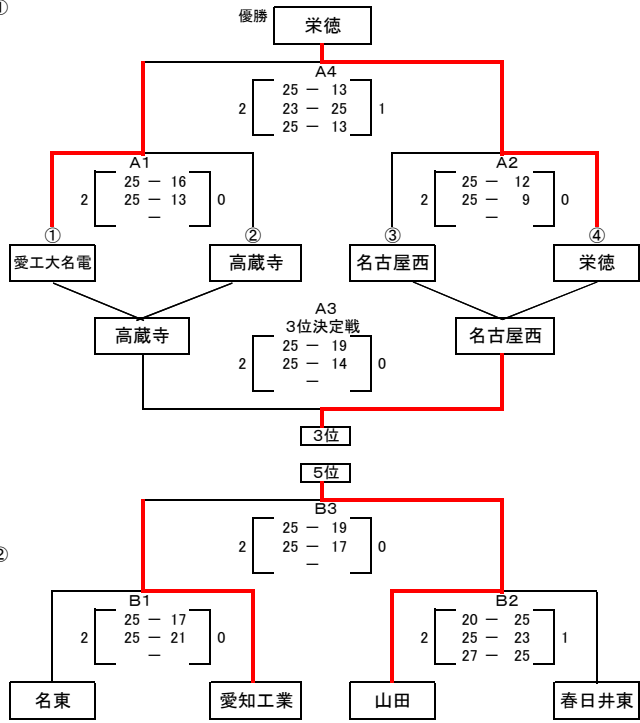 ①
優勝 栄徳
A4
25 － 13
2 23 － 25 1
25 － 13
A1 A2
25 － 16 25 － 12
2 25 － 13 0 2 25 － 9 0
－ －
① ② ③ ④
愛工大名電 高蔵寺 名古屋西 栄徳
A3
3位決定戦
高蔵寺 名古屋西
25 － 19
2 25 － 14 0
－
3位
5位
B3
25 － 19
2 25 － 17 0
－
②
B1 B2
25 － 17 20 － 25
2 25 － 21 0 2 25 － 23 1
－ 27 － 25
名東 愛知工業 山田 春日井東